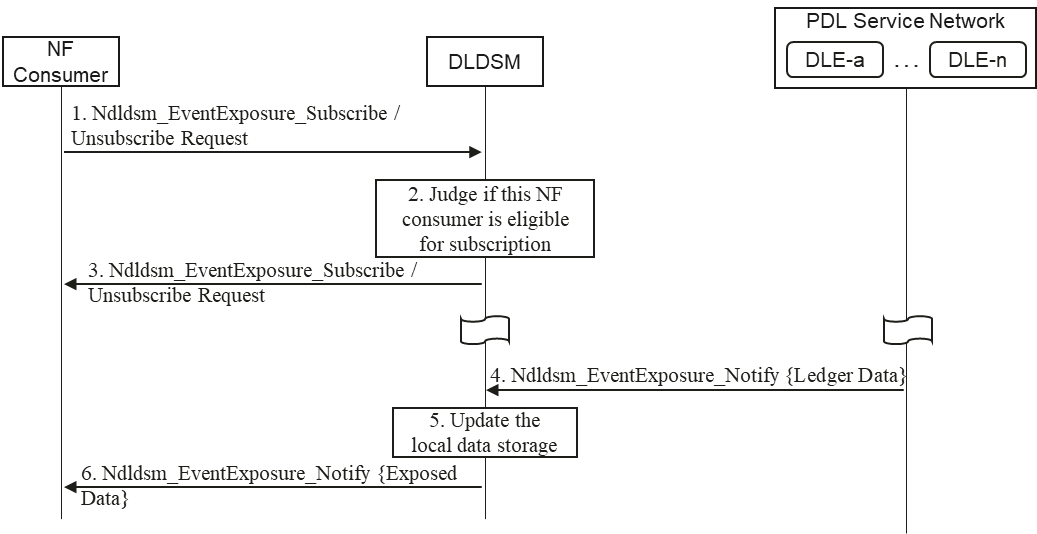 PDL Service Network
NF
Consumer
DLDSM
DLE-a ... DLE-n
1. Ndldsm_EventExposure_Subscribe /
Unsubscribe Request
2. Judge if this NF
consumer is eligible
for subscription
3. Ndldsm_EventExposure_Subscribe /
Unsubscribe Request
4. Ndldsm_EventExposure_Notify {Ledger Data}
5. Update the
local data storage
6. Ndldsm_EventExposure_Notify {Exposed
Data}